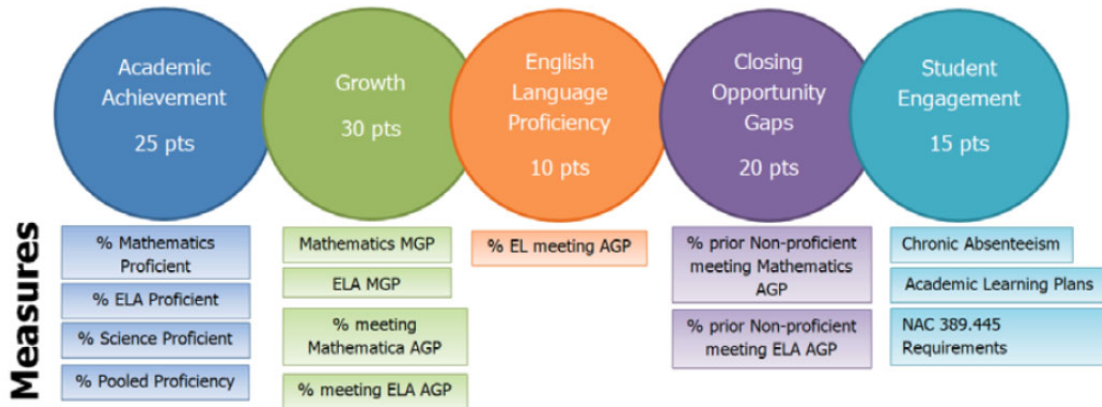 Academic
Achievement
25 pts
Growth
30 pts
English
Language
Proficiency
10 pts
Closing
Opportunity
Gaps
20 pts
Student
Engagement
15 pts
Measures
% Mathematics
Proficient
% ELA Proficient
% Science Proficient
% Pooled Proficiency
Mathematics MGP
ELA MGP
% meeting
Mathematica AGP
% meeting ELA AGP
% EL meeting AGP
% prior Non-proficient
meeting Mathematics
AGP
% prior Non-proficient
meeting ELA AGP
Chronic Absenteeism
Academic Learning Plans
NAC 389.445
Requirements